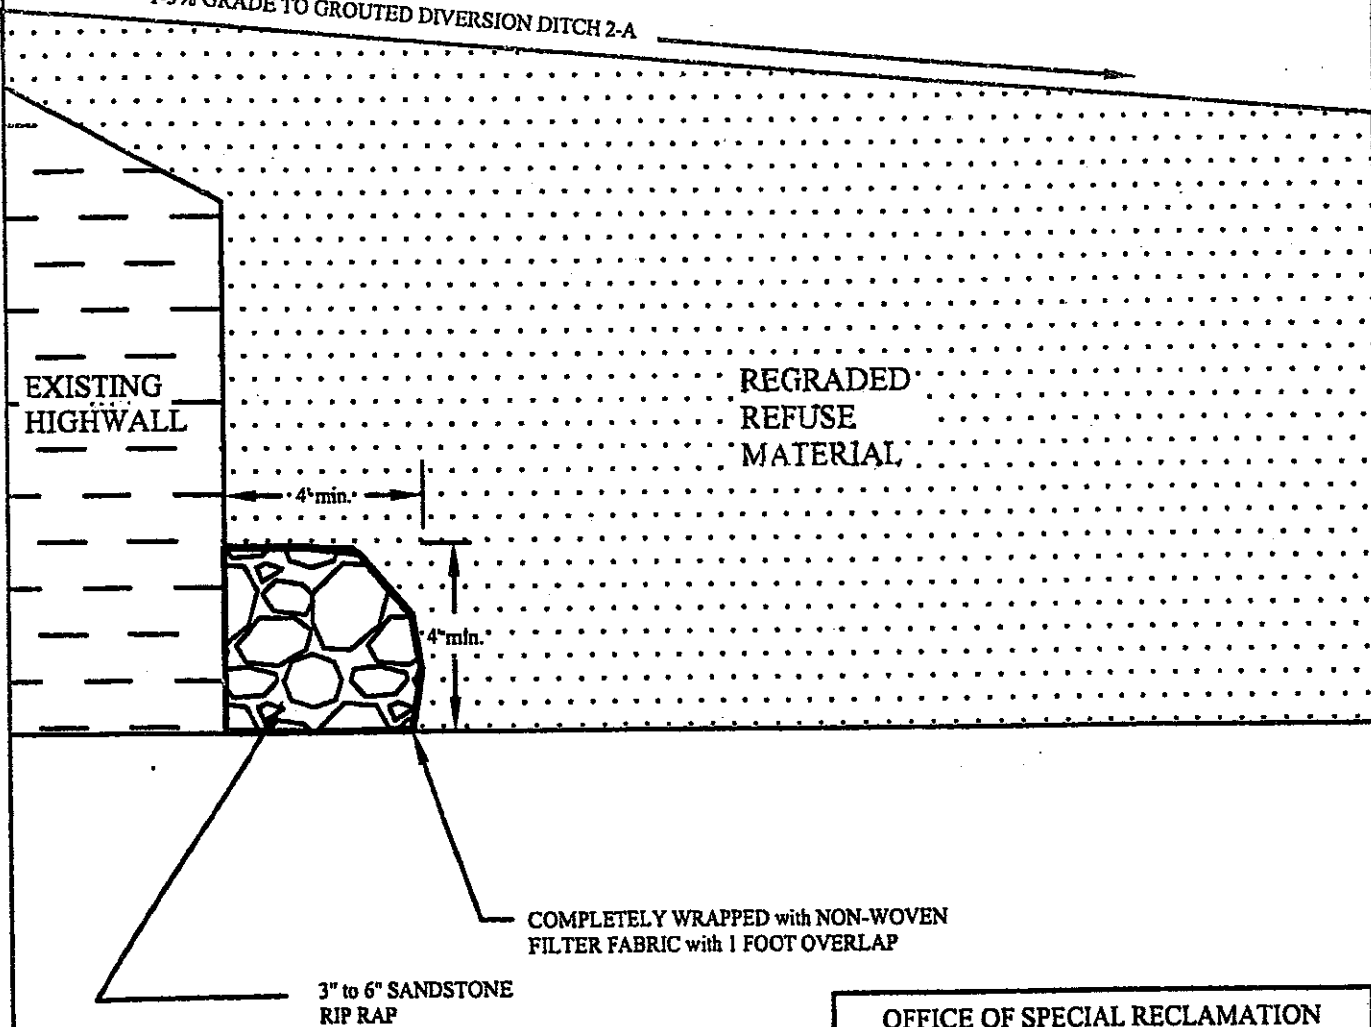 GRADE TO GROUTED DIVERSION DITCH 2-A
EXISTING
HIGHWALL
REGRADED
REFUSE
MATERIAL
4' min.
4' min.
COMPLETELY WRAPPED with NON-WOVEN
FILTER FABRIC with 1 FOOT OVERLAP
3" to 6" SANDSTONE
RIP RAP
OFFICE OF SPECIAL RECLAMATION